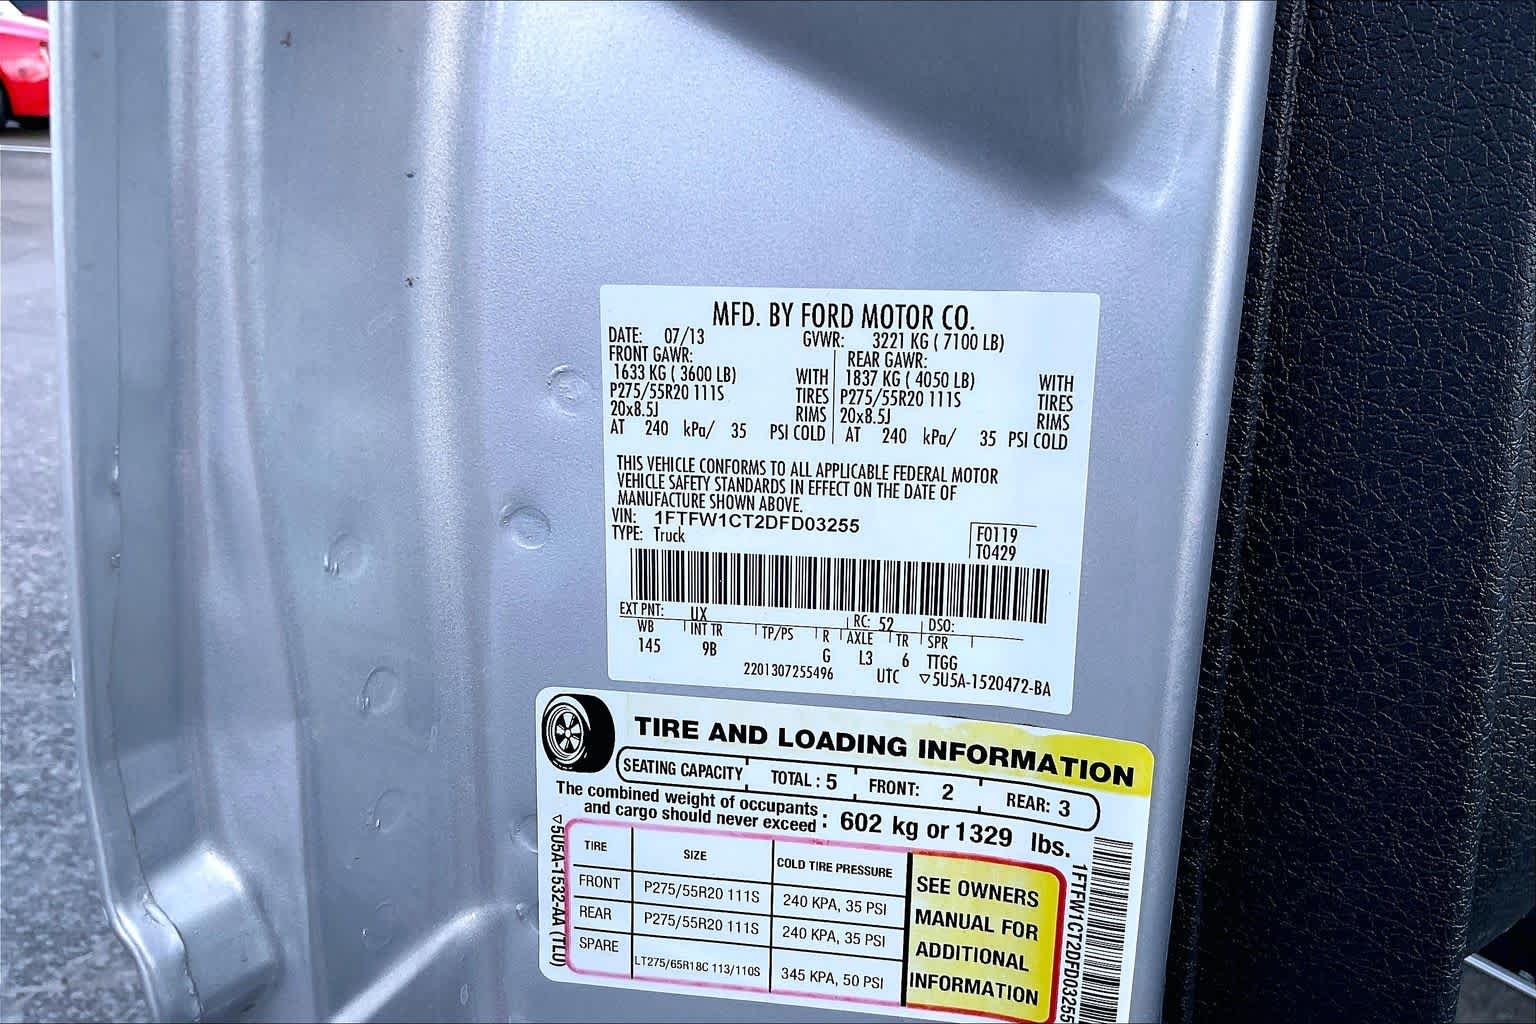 MFD. BY FORD MOTOR CO.
DATE: 07/13 GVWR: 3221 KG ( 7100 LB)
FRONT GAWR: REAR GAWR:
1633 KG ( 3600 LB) WITH 1837 KG ( 4050 LB) WITH
P275/55R20 111S TIRES P275/55R20 111S TIRES
20x8.5J RIMS 20x8.5J RIMS
AT 240 kPa/ 35 PSI COLD AT 240 kPa/ 35 PSI COLD
THIS VEHICLE CONFORMS TO ALL APPLICABLE FEDERAL MOTOR
VEHICLE SAFETY STANDARDS IN EFFECT ON THE DATE OF
MANUFACTURE SHOWN ABOVE.
VIN: 1FTFW1CT2DFD03255
TYPE: Truck
F0119
T0429
EXT PNT: UX RC: 52 DSO:
WB INT TR TP/PS R AXLE TR SPR
145 9B G L3 6 TTGG
2201307255496 UTC ▽5U5A-1520472-BA
TIRE AND LOADING INFORMATION
SEATING CAPACITY TOTAL : 5 FRONT: 2 REAR: 3
The combined weight of occupants
and cargo should never exceed : 602 kg or 1329 lbs.
TIRE SIZE COLD TIRE PRESSURE
FRONT P275/55R20 111S 240 KPA, 35 PSI
REAR P275/55R20 111S 240 KPA, 35 PSI
SPARE LT275/65R18C 113/110S 345 KPA, 50 PSI
SEE OWNERS
MANUAL FOR
ADDITIONAL
INFORMATION
▽5U5A-1532-AA (TLU)
1FTFW1CT2DFD03255